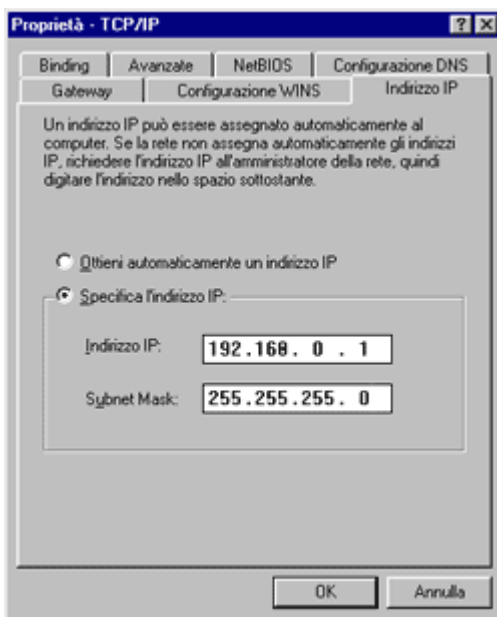 Proprietà - TCP/IP
Binding Avanzate NetBIOS Configurazione DNS
Gateway Configurazione WINS Indirizzo IP
Un indirizzo IP può essere assegnato automaticamente al
computer. Se la rete non assegna automaticamente gli indirizzi
IP, richiedere l'indirizzo IP all'amministratore della rete, quindi
digitare l'indirizzo nello spazio sottostante.
Ottieni automaticamente un indirizzo IP
Specifica l'indirizzo IP:
Indirizzo IP: 192.168. 0 . 1
Subnet Mask: 255.255.255. 0
OK Annulla